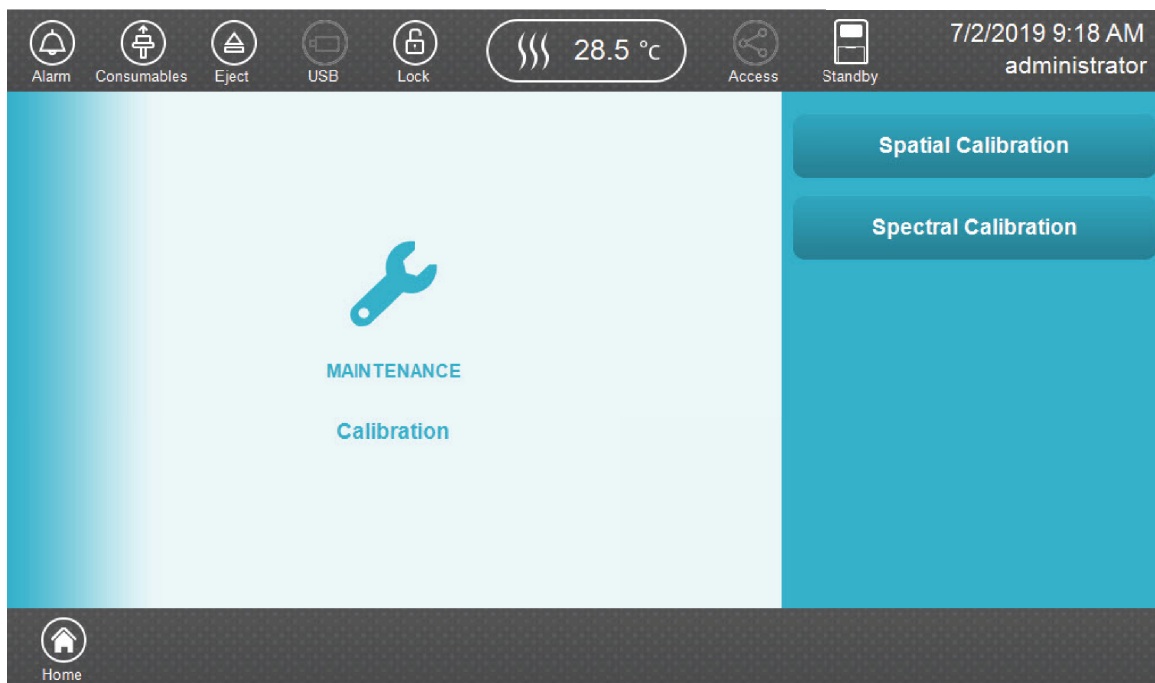 Alarm
Consumables
Eject
USB
Lock
28.5 °c
Access
Standby
7/2/2019 9:18 AM
administrator
Spatial Calibration
Spectral Calibration
MAINTENANCE
Calibration
Home